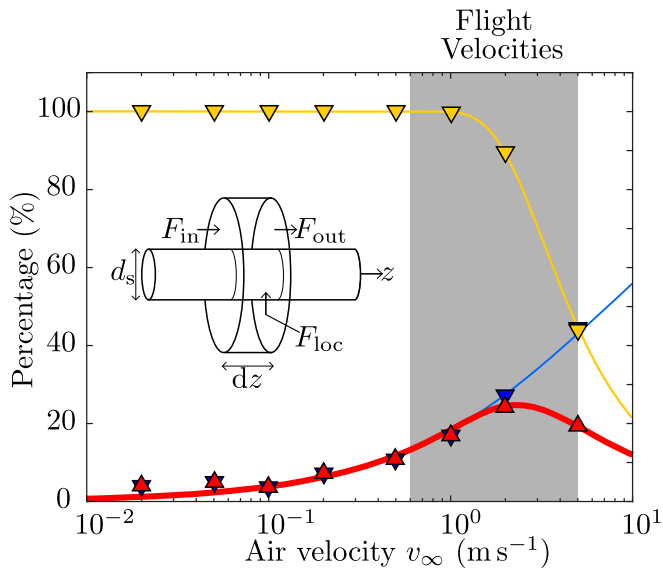 Flight
Velocities
100
80
60
40
20
0
Percentage (%)
F_in
F_out
d_s
z
F_loc
dz
10^-2
10^-1
10^0
10^1
Air velocity v_∞ (m s^-1)